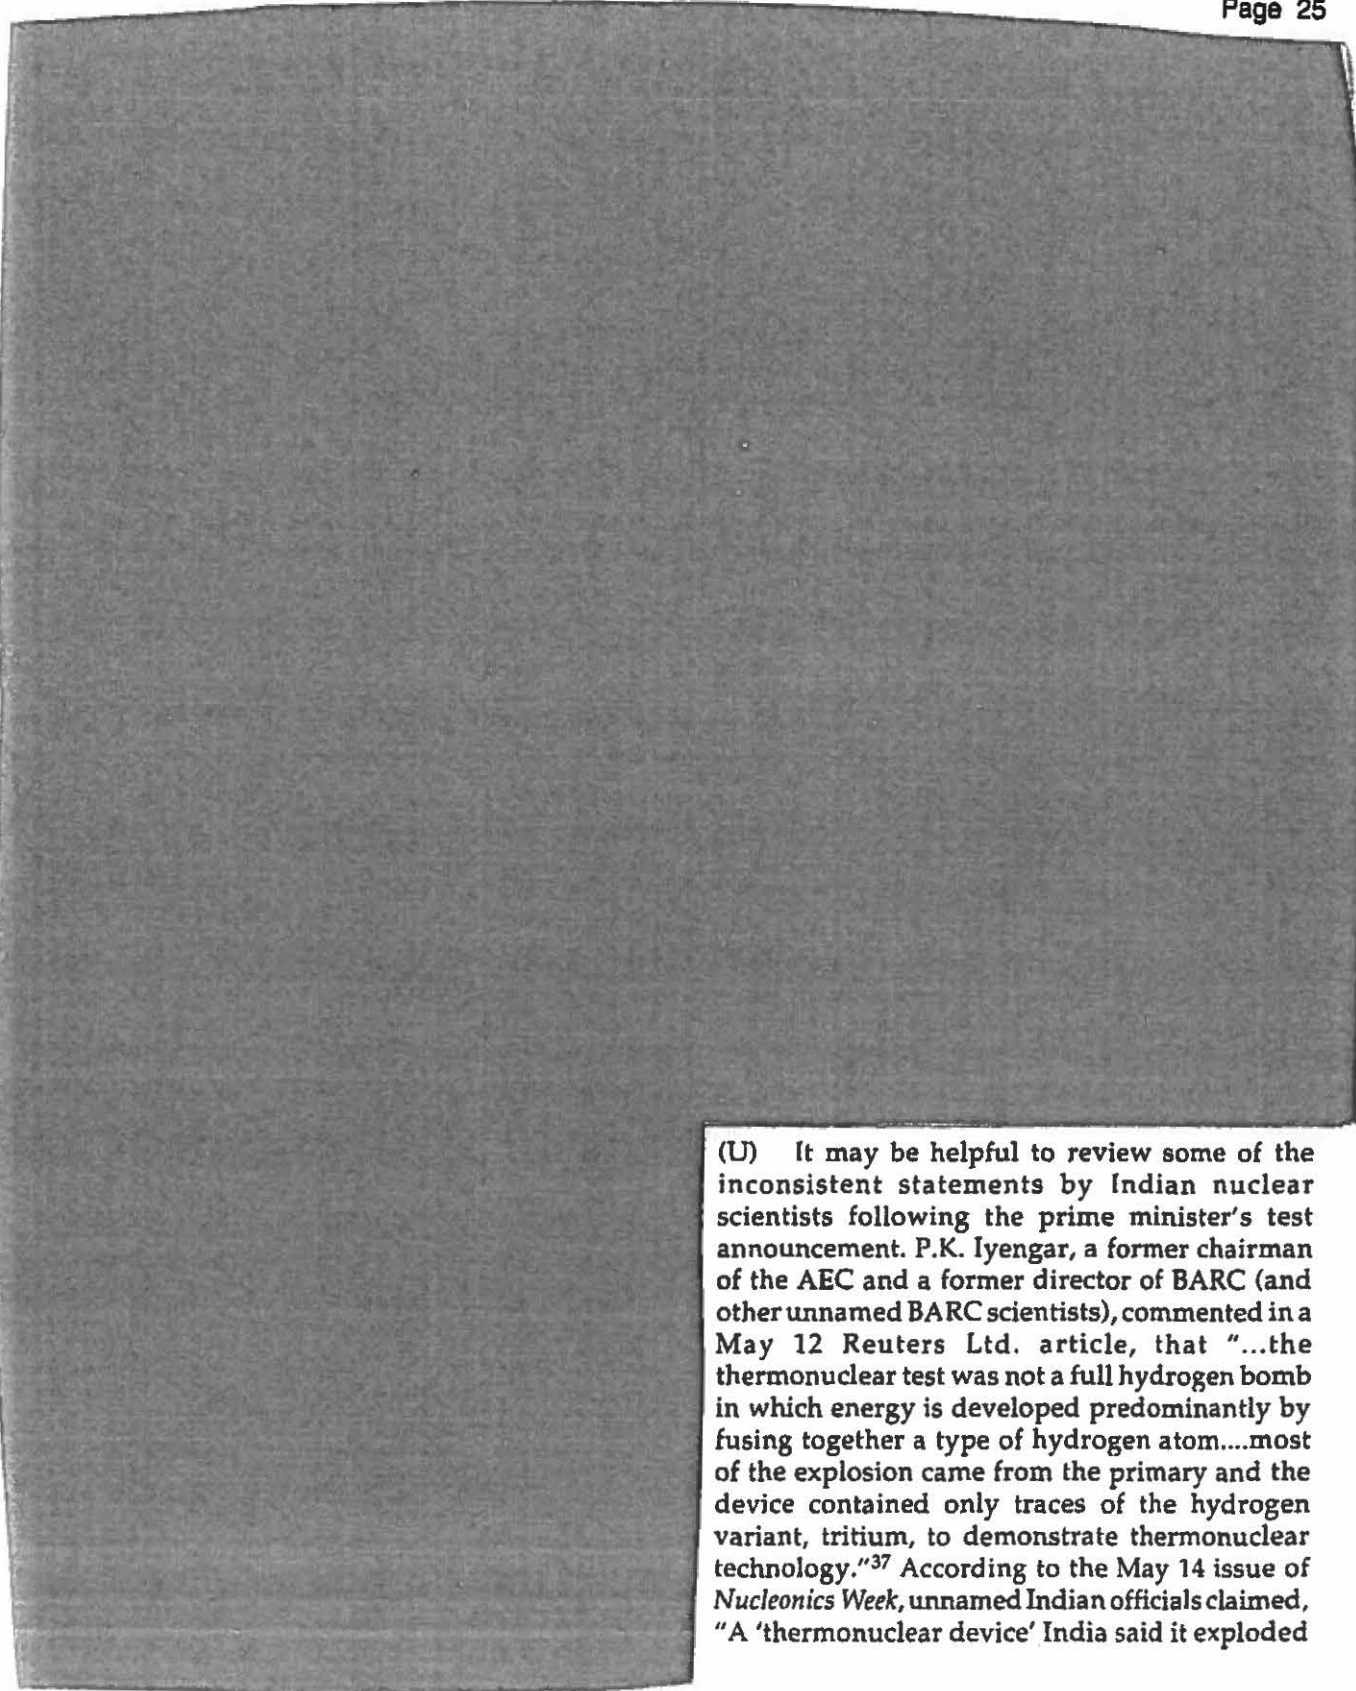 Page 25
(U) It may be helpful to review some of the
inconsistent statements by Indian nuclear
scientists following the prime minister's test
announcement. P.K. Iyengar, a former chairman
of the AEC and a former director of BARC (and
other unnamed BARC scientists), commented in a
May 12 Reuters Ltd. article, that "...the
thermonuclear test was not a full hydrogen bomb
in which energy is developed predominantly by
fusing together a type of hydrogen atom....most
of the explosion came from the primary and the
device contained only traces of the hydrogen
variant, tritium, to demonstrate thermonuclear
technology."37 According to the May 14 issue of
Nucleonics Week, unnamed Indian officials claimed,
"A 'thermonuclear device' India said it exploded